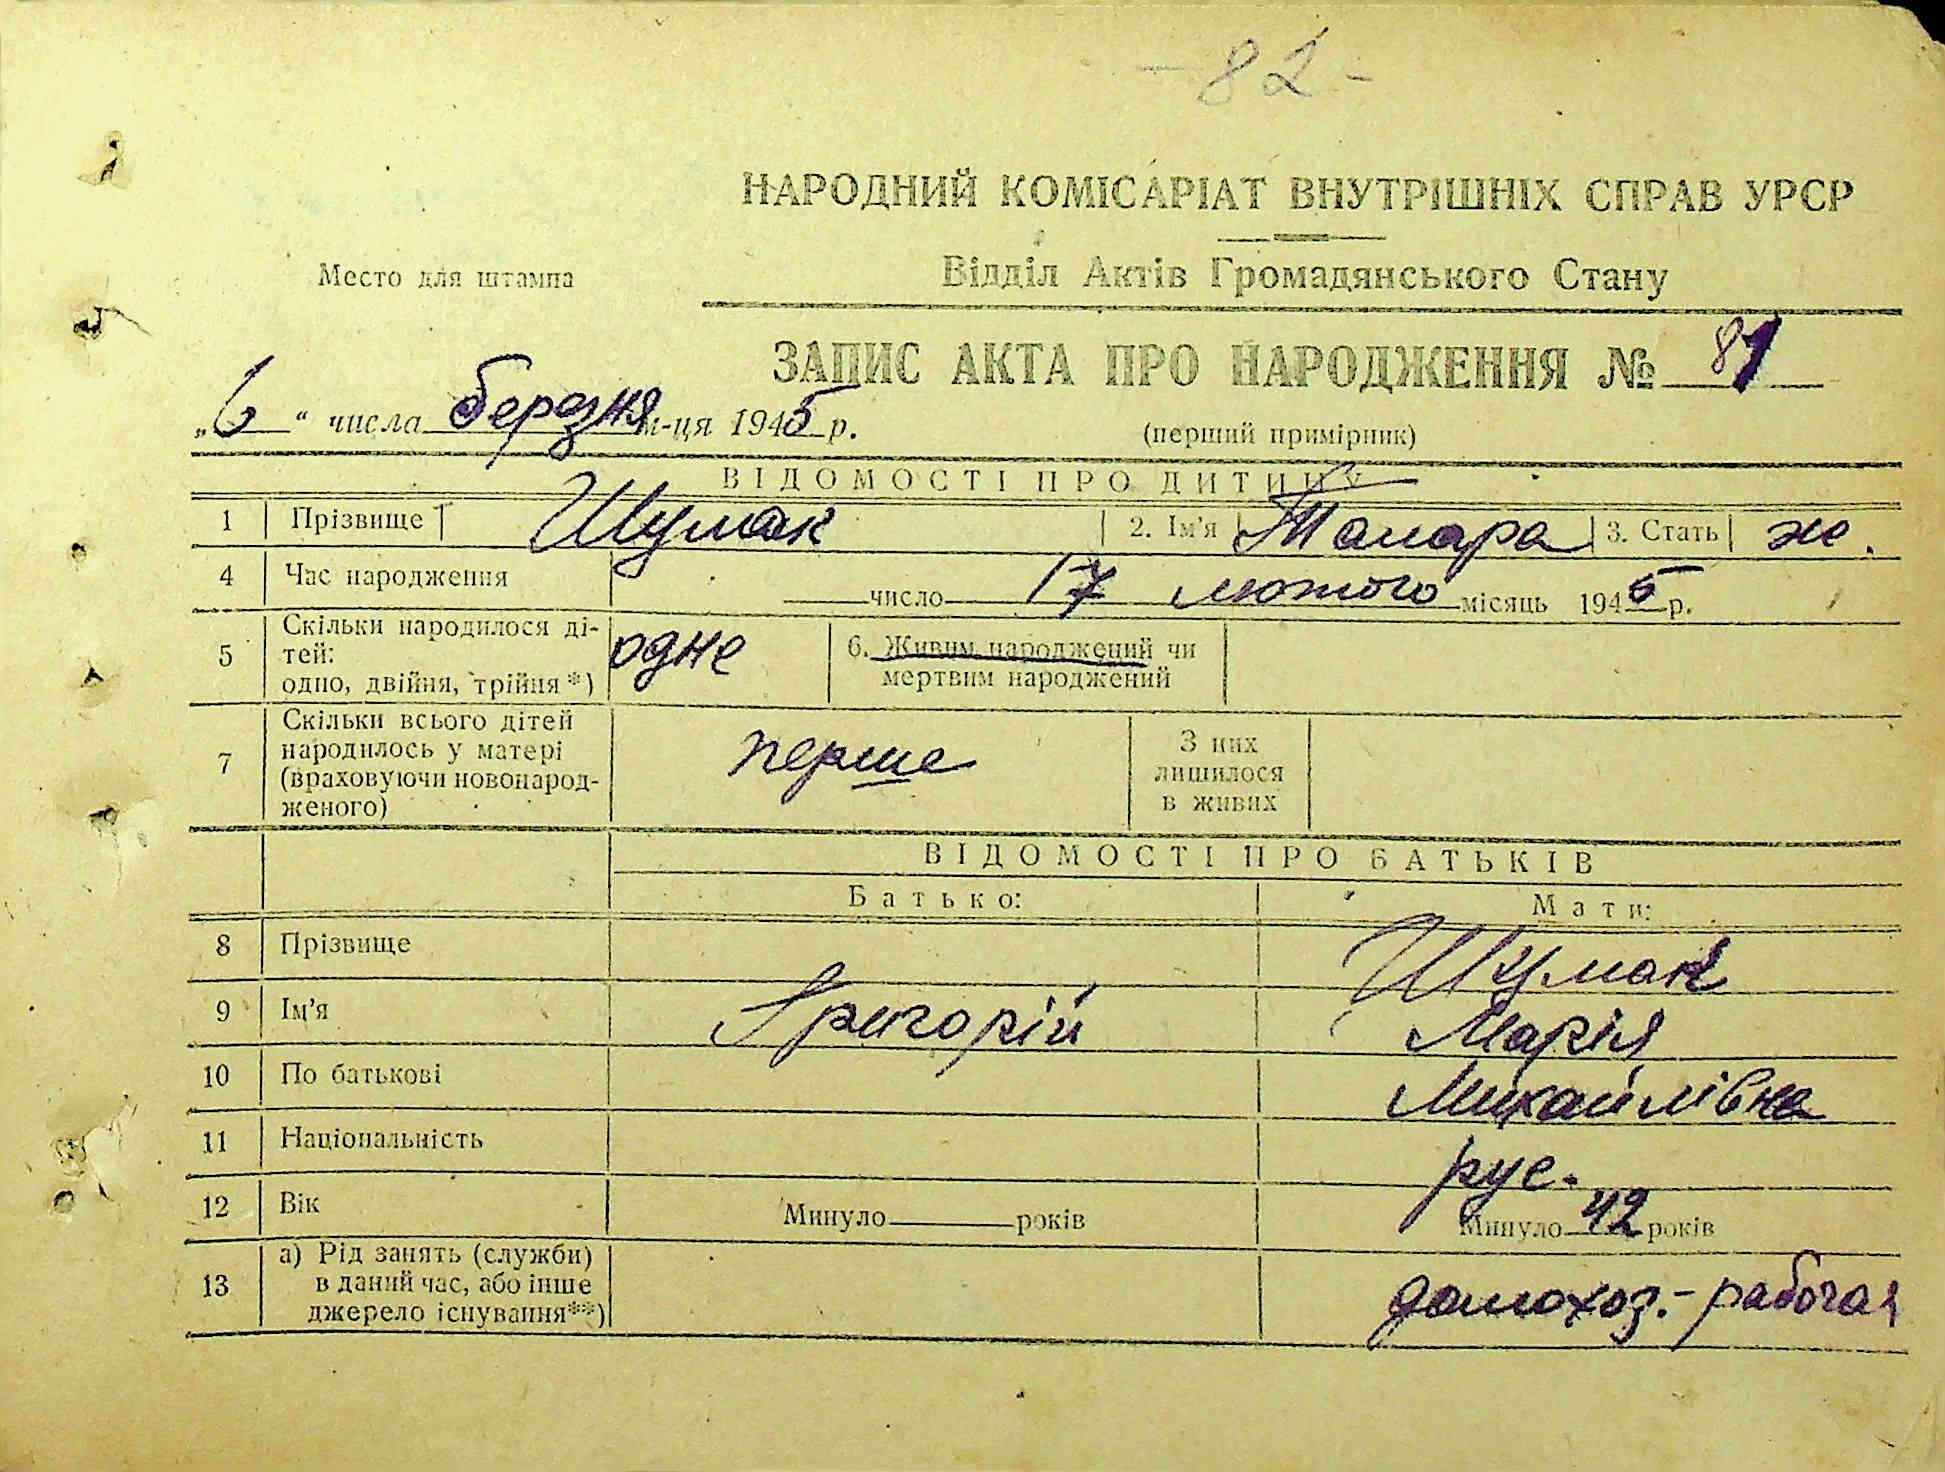 - 82 -
НАРОДНИЙ КОМІСАРІАТ ВНУТРІШНІХ СПРАВ УРСР
Место для штампа
Відділ Актів Громадянського Стану
ЗАПИС АКТА ПРО НАРОДЖЕННЯ № 81
„6“ числа березня м-ця 1945 р.
(перший примірник)
ВІДОМОСТІ ПРО ДИТИНУ
1 Прізвище Шумак 2. Ім'я Тамара 3. Стать ж.
4 Час народження число 17 лютого місяць 1945 р.
5 Скільки народилося ді-
тей:
одно, двійня, трійня*) одне 6. Живим народжений чи
мертвим народжений
7 Скільки всього дітей
народилось у матері
(враховуючи новонарод-
женого) перше З них
лишилося
в живих
ВІДОМОСТІ ПРО БАТЬКІВ
Батько: Мати:
8 Прізвище Шумак
9 Ім'я Григорій Марія
10 По батькові Михайлівна
11 Національність рус.
12 Вік Минуло років Минуло 42 років
13 а) Рід занять (служби)
в даний час, або інше
джерело існування**) домохоз.-рабочая